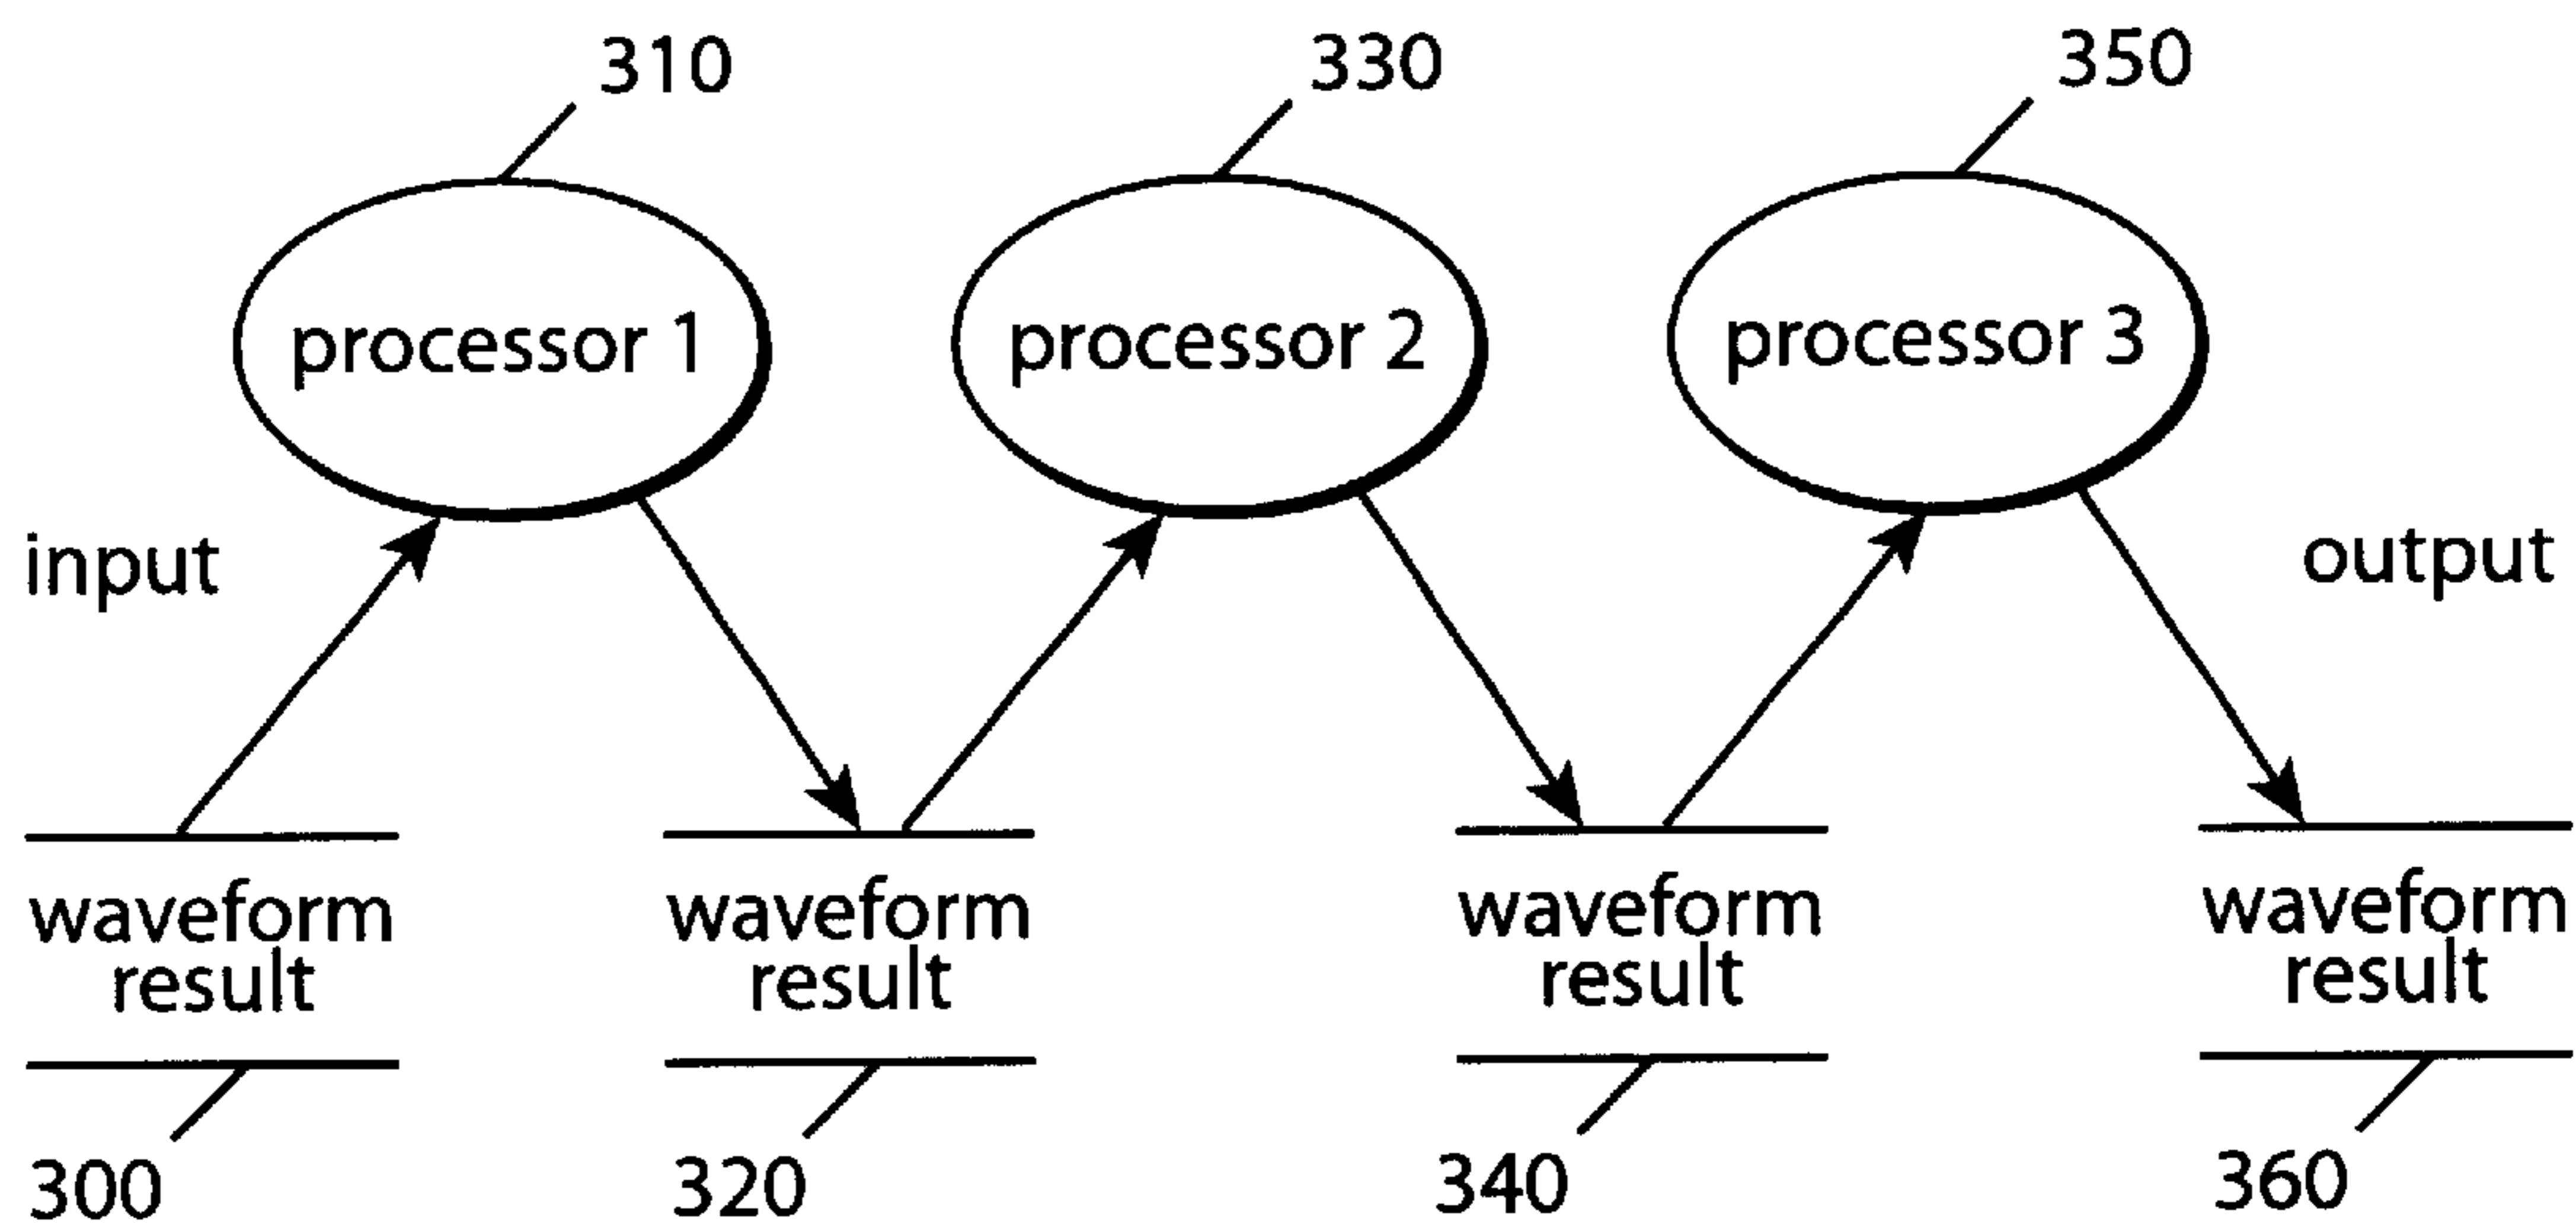 310
330
350
processor 1
processor 2
processor 3
input
output
waveform
result
waveform
result
waveform
result
waveform
result
300
320
340
360